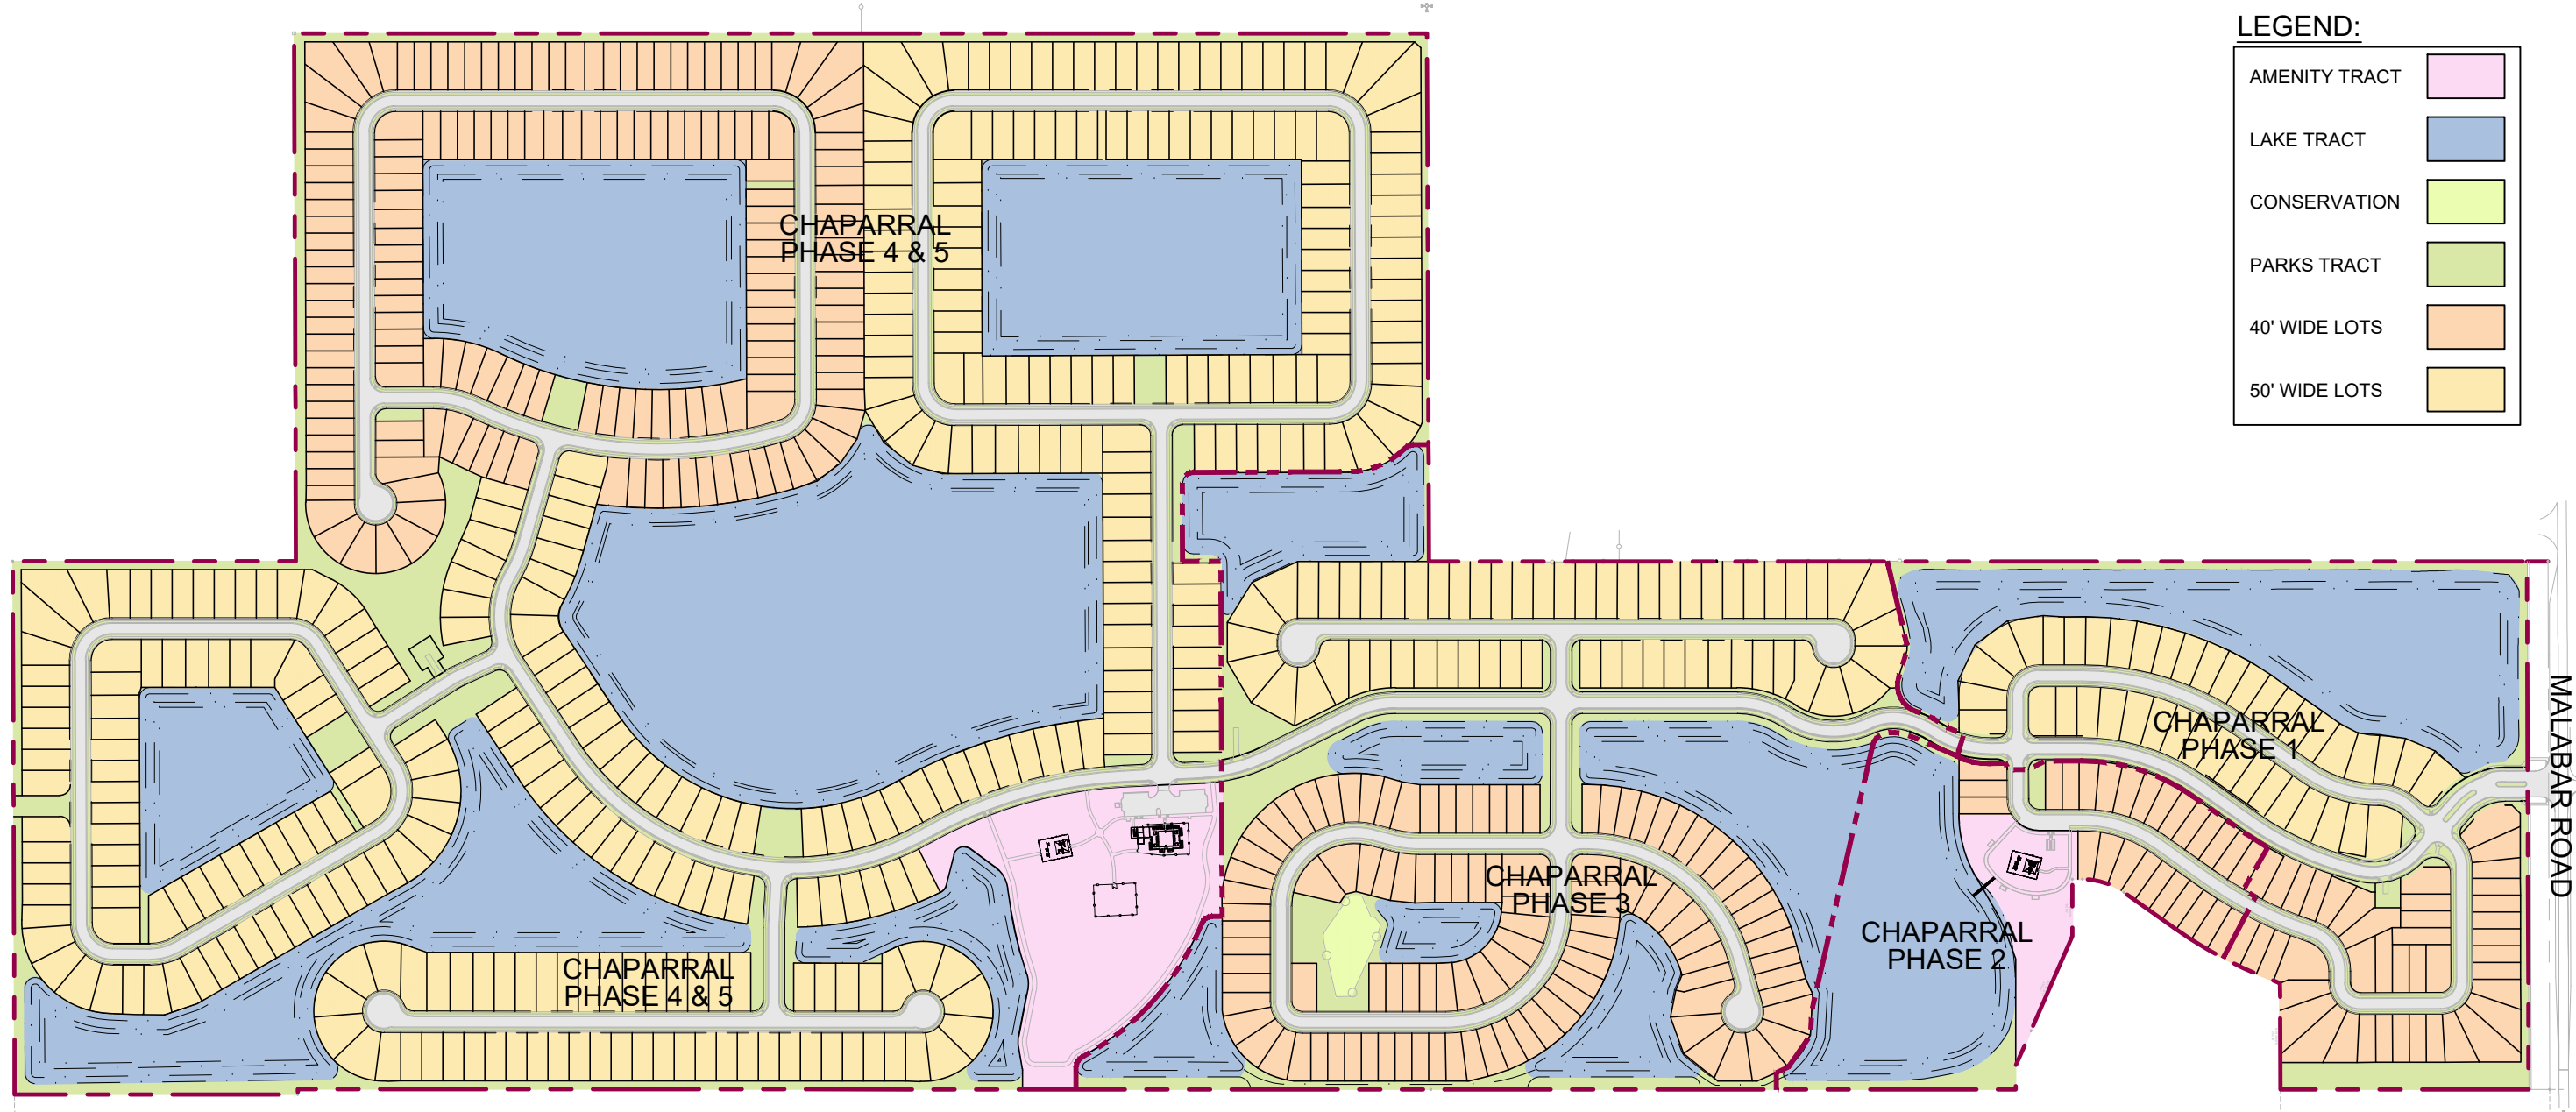 LEGEND:
AMENITY TRACT
LAKE TRACT
CONSERVATION
PARKS TRACT
40' WIDE LOTS
50' WIDE LOTS
CHAPARRAL
PHASE 4 & 5
CHAPARRAL
PHASE 1
MALABAR ROAD
CHAPARRAL
PHASE 3
CHAPARRAL
PHASE 2
CHAPARRAL
PHASE 4 & 5